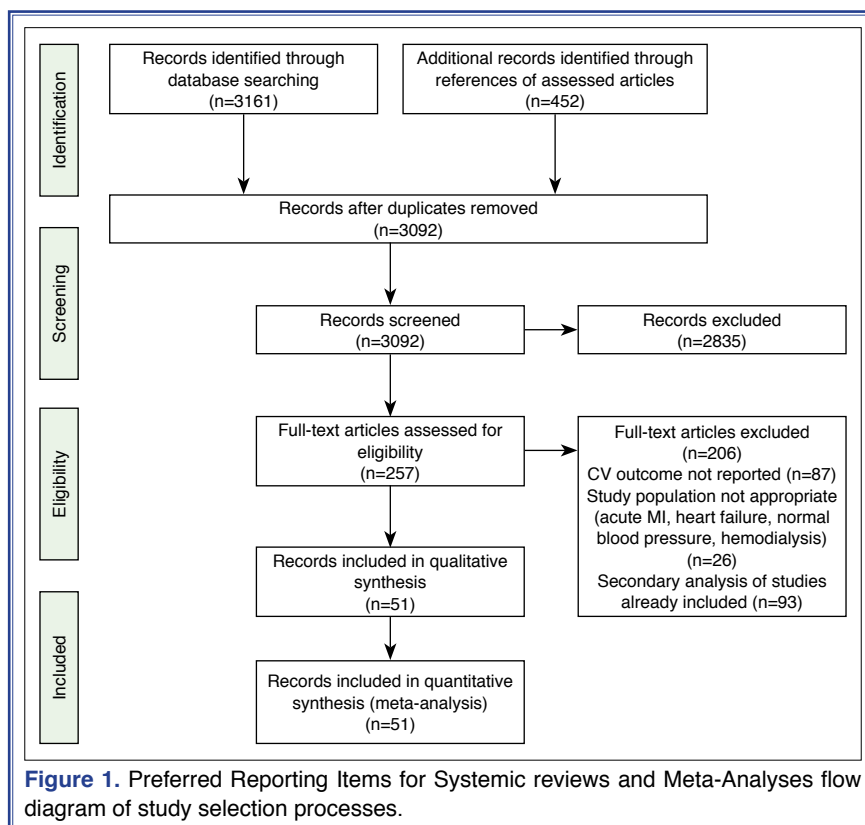 Identification
Records identified through
database searching
(n=3161)
Additional records identified through
references of assessed articles
(n=452)
Records after duplicates removed
(n=3092)
Screening
Records screened
(n=3092)
Records excluded
(n=2835)
Eligibility
Full-text articles assessed for
eligibility
(n=257)
Full-text articles excluded
(n=206)
CV outcome not reported (n=87)
Study population not appropriate
(acute MI, heart failure, normal
blood pressure, hemodialysis)
(n=26)
Secondary analysis of studies
already included (n=93)
Records included in qualitative
synthesis
(n=51)
Included
Records included in quantitative
synthesis (meta-analysis)
(n=51)
Figure 1. Preferred Reporting Items for Systemic reviews and Meta-Analyses flow
diagram of study selection processes.